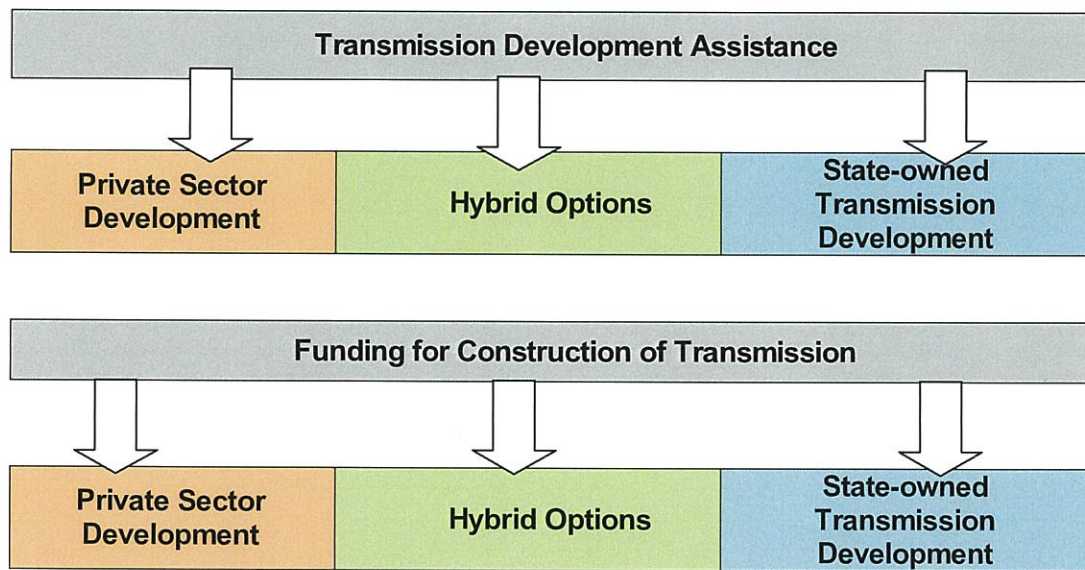 Transmission Development Assistance
Private Sector
Development
Hybrid Options
State-owned
Transmission
Development
Funding for Construction of Transmission
Private Sector
Development
Hybrid Options
State-owned
Transmission
Development